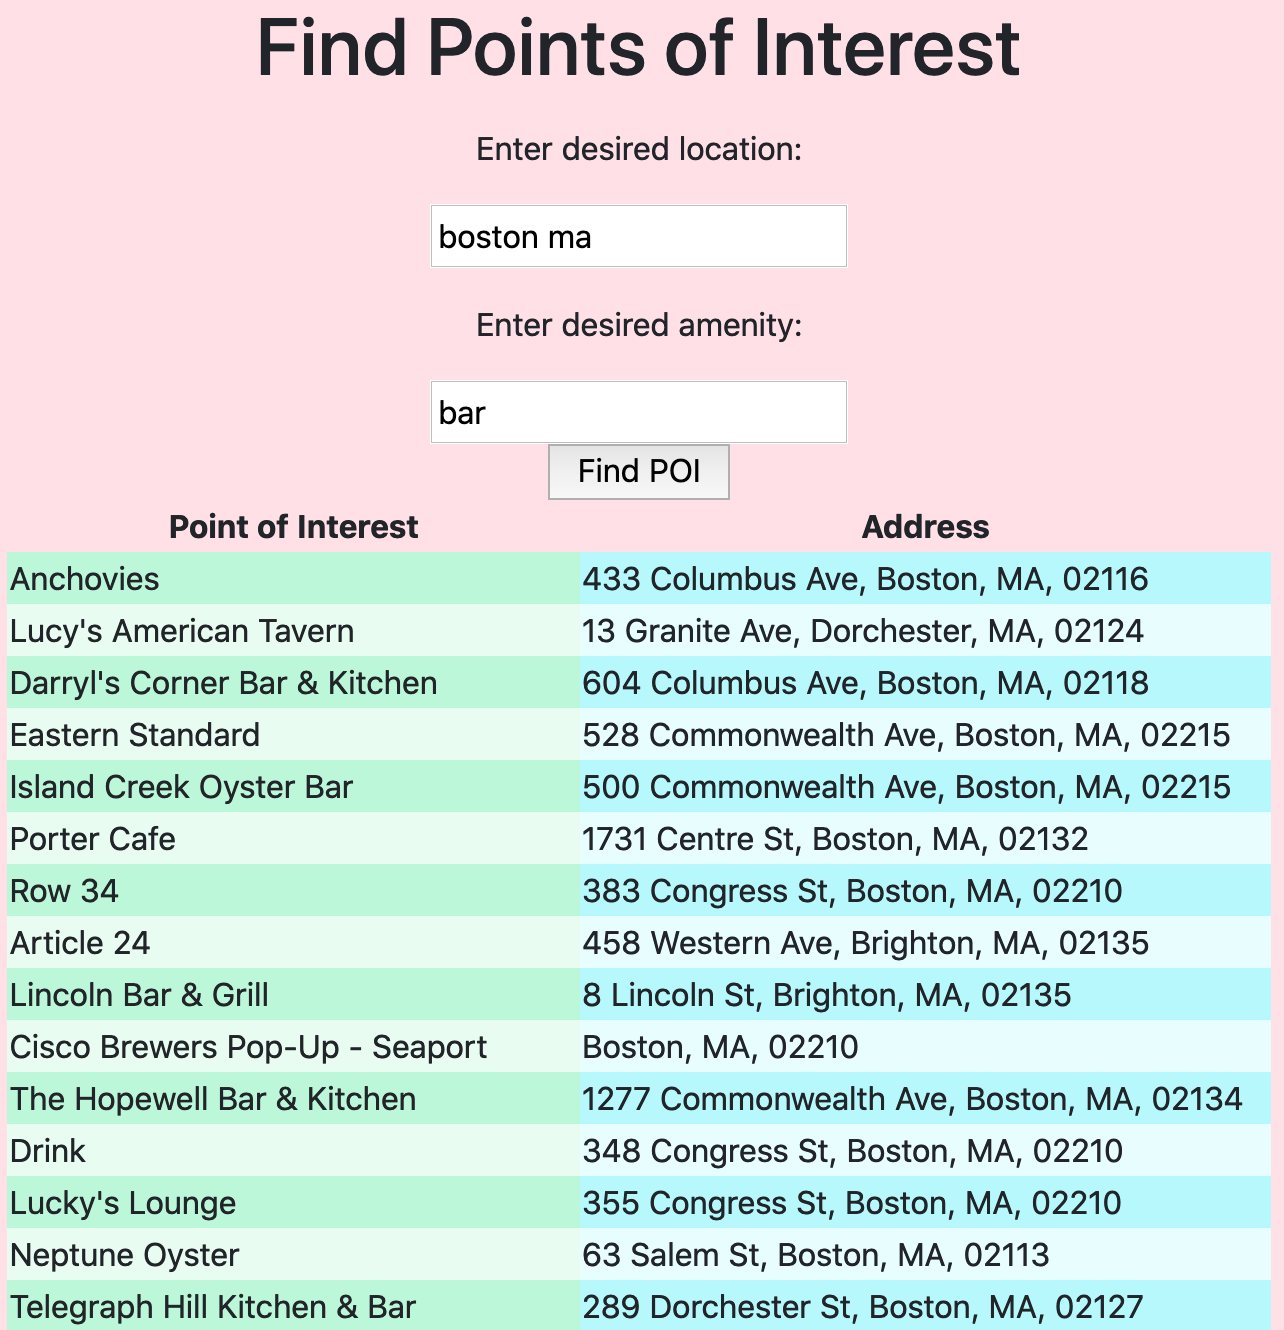 Find Points of Interest
Enter desired location:
boston ma
Enter desired amenity:
bar
Find POI
Point of Interest Address
Anchovies 433 Columbus Ave, Boston, MA, 02116
Lucy's American Tavern 13 Granite Ave, Dorchester, MA, 02124
Darryl's Corner Bar & Kitchen 604 Columbus Ave, Boston, MA, 02118
Eastern Standard 528 Commonwealth Ave, Boston, MA, 02215
Island Creek Oyster Bar 500 Commonwealth Ave, Boston, MA, 02215
Porter Cafe 1731 Centre St, Boston, MA, 02132
Row 34 383 Congress St, Boston, MA, 02210
Article 24 458 Western Ave, Brighton, MA, 02135
Lincoln Bar & Grill 8 Lincoln St, Brighton, MA, 02135
Cisco Brewers Pop-Up - Seaport Boston, MA, 02210
The Hopewell Bar & Kitchen 1277 Commonwealth Ave, Boston, MA, 02134
Drink 348 Congress St, Boston, MA, 02210
Lucky's Lounge 355 Congress St, Boston, MA, 02210
Neptune Oyster 63 Salem St, Boston, MA, 02113
Telegraph Hill Kitchen & Bar 289 Dorchester St, Boston, MA, 02127